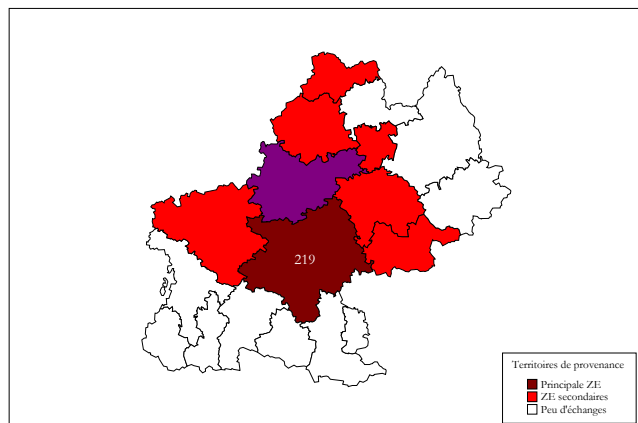 219
Territoires de provenance
Principale ZE
ZE secondaires
Peu d'échanges